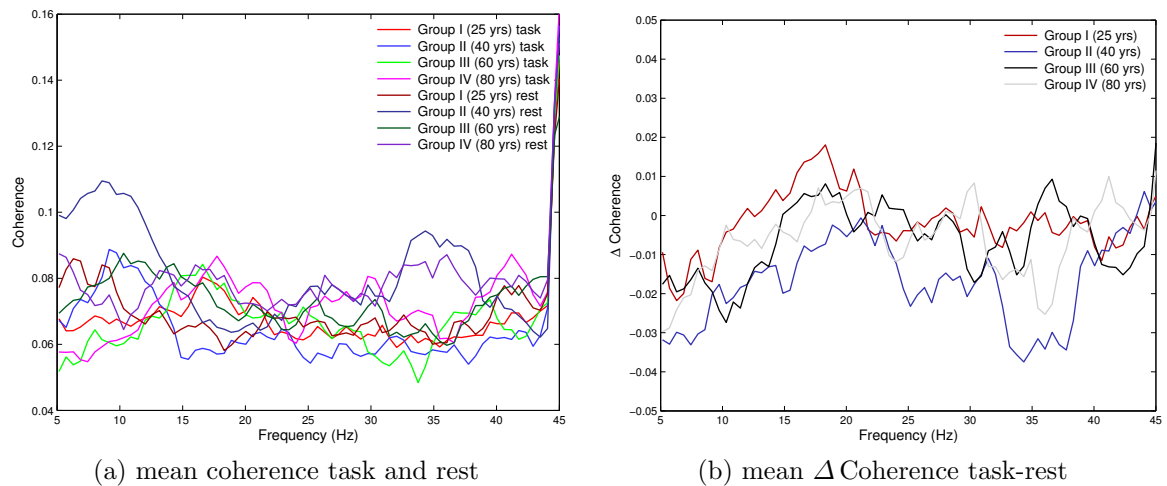 0.16
0.14
0.12
0.1
0.08
0.06
0.04
Coherence
Group I (25 yrs) task
Group II (40 yrs) task
Group III (60 yrs) task
Group IV (80 yrs) task
Group I (25 yrs) rest
Group II (40 yrs) rest
Group III (60 yrs) rest
Group IV (80 yrs) rest
5 10 15 20 25 30 35 40 45
Frequency (Hz)
(a) mean coherence task and rest
0.05
0.04
0.03
0.02
0.01
0
−0.01
−0.02
−0.03
−0.04
−0.05
Δ Coherence
Group I (25 yrs)
Group II (40 yrs)
Group III (60 yrs)
Group IV (80 yrs)
5 10 15 20 25 30 35 40 45
Frequency (Hz)
(b) mean Δ Coherence task-rest